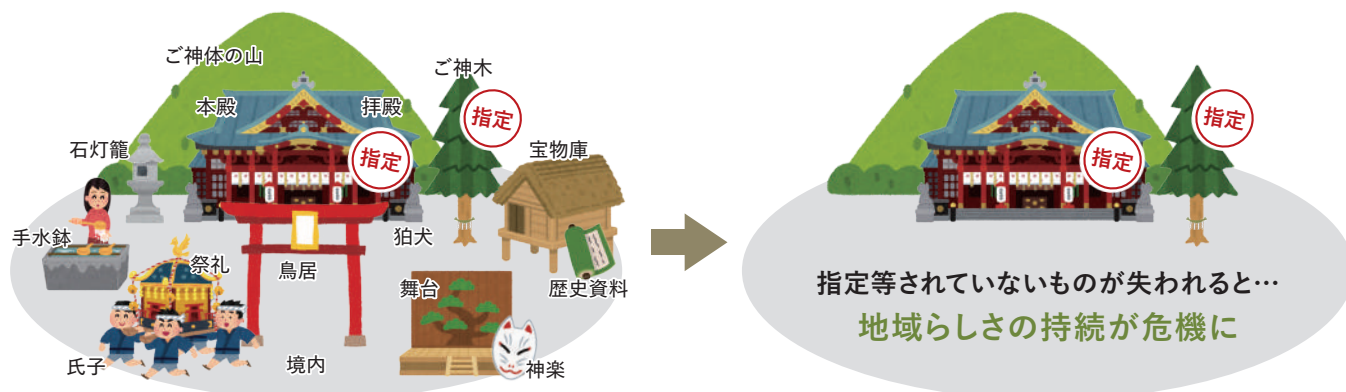 ご神体の山
ご神木
本殿
拝殿
指定
指定
石灯籠
宝物庫
手水鉢
狛犬
祭礼
鳥居
舞台
歴史資料
氏子
境内
神楽
指定
指定
指定等されていないものが失われると…
地域らしさの持続が危機に